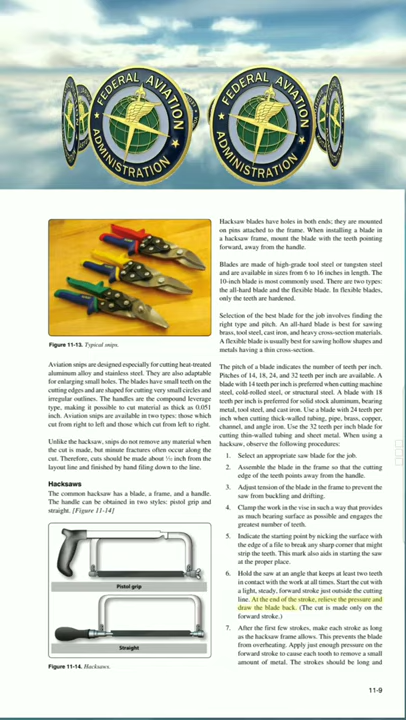 FEDERAL AVIATION
ADMINISTRATION
FEDERAL AVIATION
ADMINISTRATION
Figure 11-13. Typical snips.
Aviation snips are designed especially for cutting heat-treated
aluminum alloy and stainless steel. They are also adaptable
for enlarging small holes. The blades have small teeth on the
cutting edges and are shaped for cutting very small circles and
irregular outlines. The handles are the compound leverage
type, making it possible to cut material as thick as 0.051
inch. Aviation snips are available in two types: those which
cut from right to left and those which cut from left to right.
Unlike the hacksaw, snips do not remove any material when
the cut is made, but minute fractures often occur along the
cut. Therefore, cuts should be made about 1⁄32 inch from the
layout line and finished by hand filing down to the line.
Hacksaws
The common hacksaw has a blade, a frame, and a handle.
The handle can be obtained in two styles: pistol grip and
straight. [Figure 11-14]
Pistol grip
Straight
Figure 11-14. Hacksaws.
Hacksaw blades have holes in both ends; they are mounted
on pins attached to the frame. When installing a blade in
a hacksaw frame, mount the blade with the teeth pointing
forward, away from the handle.
Blades are made of high-grade tool steel or tungsten steel
and are available in sizes from 6 to 16 inches in length. The
10-inch blade is most commonly used. There are two types:
the all-hard blade and the flexible blade. In flexible blades,
only the teeth are hardened.
Selection of the best blade for the job involves finding the
right type and pitch. An all-hard blade is best for sawing
brass, tool steel, cast iron, and heavy cross-section materials.
A flexible blade is usually best for sawing hollow shapes and
metals having a thin cross-section.
The pitch of a blade indicates the number of teeth per inch.
Pitches of 14, 18, 24, and 32 teeth per inch are available. A
blade with 14 teeth per inch is preferred when cutting machine
steel, cold-rolled steel, or structural steel. A blade with 18
teeth per inch is preferred for solid stock aluminum, bearing
metal, tool steel, and cast iron. Use a blade with 24 teeth per
inch when cutting thick-walled tubing, pipe, brass, copper,
channel, and angle iron. Use the 32 teeth per inch blade for
cutting thin-walled tubing and sheet metal. When using a
hacksaw, observe the following procedures:
1. Select an appropriate saw blade for the job.
2. Assemble the blade in the frame so that the cutting
edge of the teeth points away from the handle.
3. Adjust tension of the blade in the frame to prevent the
saw from buckling and drifting.
4. Clamp the work in the vise in such a way that provides
as much bearing surface as possible and engages the
greatest number of teeth.
5. Indicate the starting point by nicking the surface with
the edge of a file to break any sharp corner that might
strip the teeth. This mark also aids in starting the saw
at the proper place.
6. Hold the saw at an angle that keeps at least two teeth
in contact with the work at all times. Start the cut with
a light, steady, forward stroke just outside the cutting
line. At the end of the stroke, relieve the pressure and
draw the blade back. (The cut is made only on the
forward stroke.)
7. After the first few strokes, make each stroke as long
as the hacksaw frame allows. This prevents the blade
from overheating. Apply just enough pressure on the
forward stroke to cause each tooth to remove a small
amount of metal. The strokes should be long and
11-9